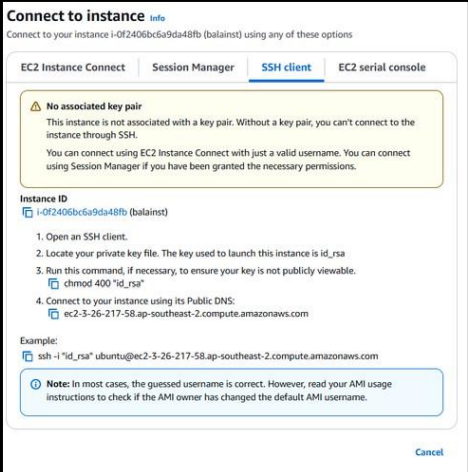 Connect to instance Info
Connect to your instance i-0f2406bc6a9da48fb (balainst) using any of these options
EC2 Instance Connect Session Manager SSH client EC2 serial console
No associated key pair
This instance is not associated with a key pair. Without a key pair, you can't connect to the
instance through SSH.
You can connect using EC2 Instance Connect with just a valid username. You can connect
using Session Manager if you have been granted the necessary permissions.
Instance ID
i-0f2406bc6a9da48fb (balainst)
1. Open an SSH client.
2. Locate your private key file. The key used to launch this instance is id_rsa
3. Run this command, if necessary, to ensure your key is not publicly viewable.
chmod 400 "id_rsa"
4. Connect to your instance using its Public DNS:
ec2-3-26-217-58.ap-southeast-2.compute.amazonaws.com
Example:
ssh -i "id_rsa" ubuntu@ec2-3-26-217-58.ap-southeast-2.compute.amazonaws.com
Note: In most cases, the guessed username is correct. However, read your AMI usage
instructions to check if the AMI owner has changed the default AMI username.
Cancel